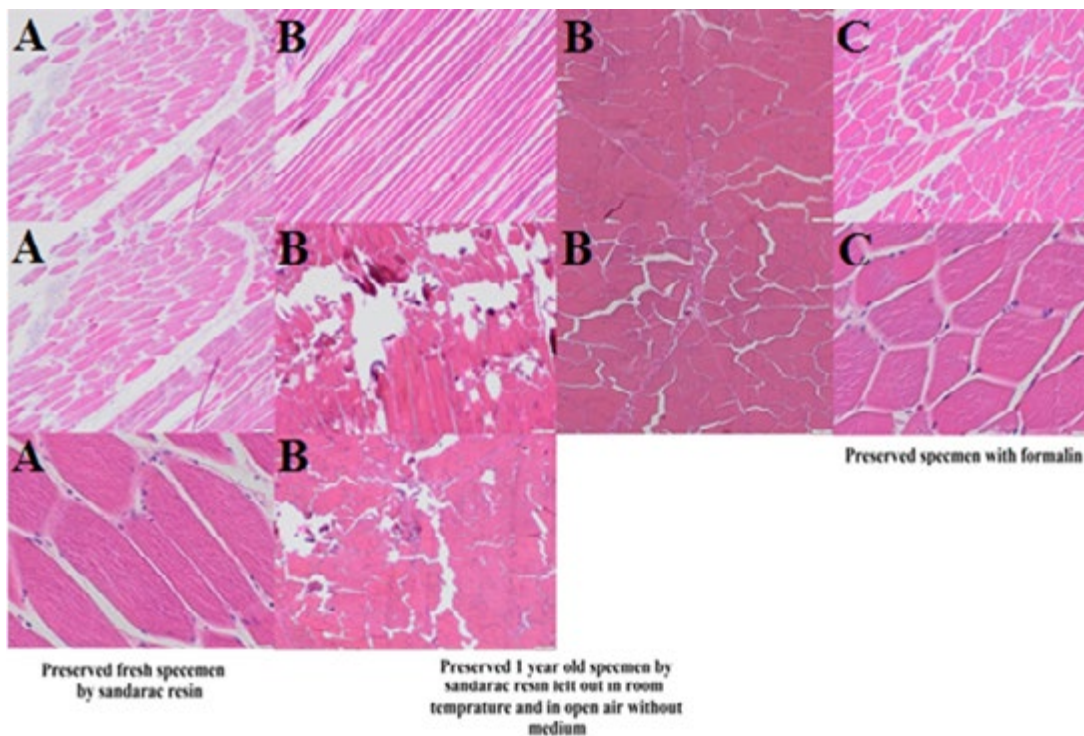 A B B C
A B B C
A B
Preserved specmen with formalin
Preserved fresh specemen
by sandarac resin
Preserved 1 year old specmen by
sandarac resin left out in room
temprature and in open air without
medium